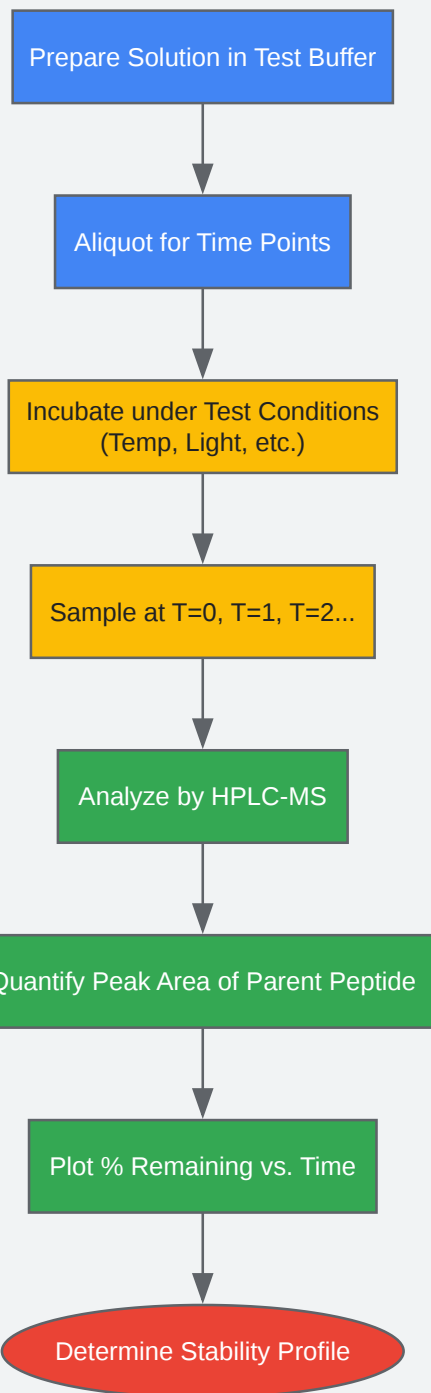 Prepare Solution in Test Buffer
Aliquot for Time Points
Incubate under Test Conditions
(Temp, Light, etc.)
Sample at T=0, T=1, T=2...
Analyze by HPLC-MS
Quantify Peak Area of Parent Peptide
Plot % Remaining vs. Time
Determine Stability Profile